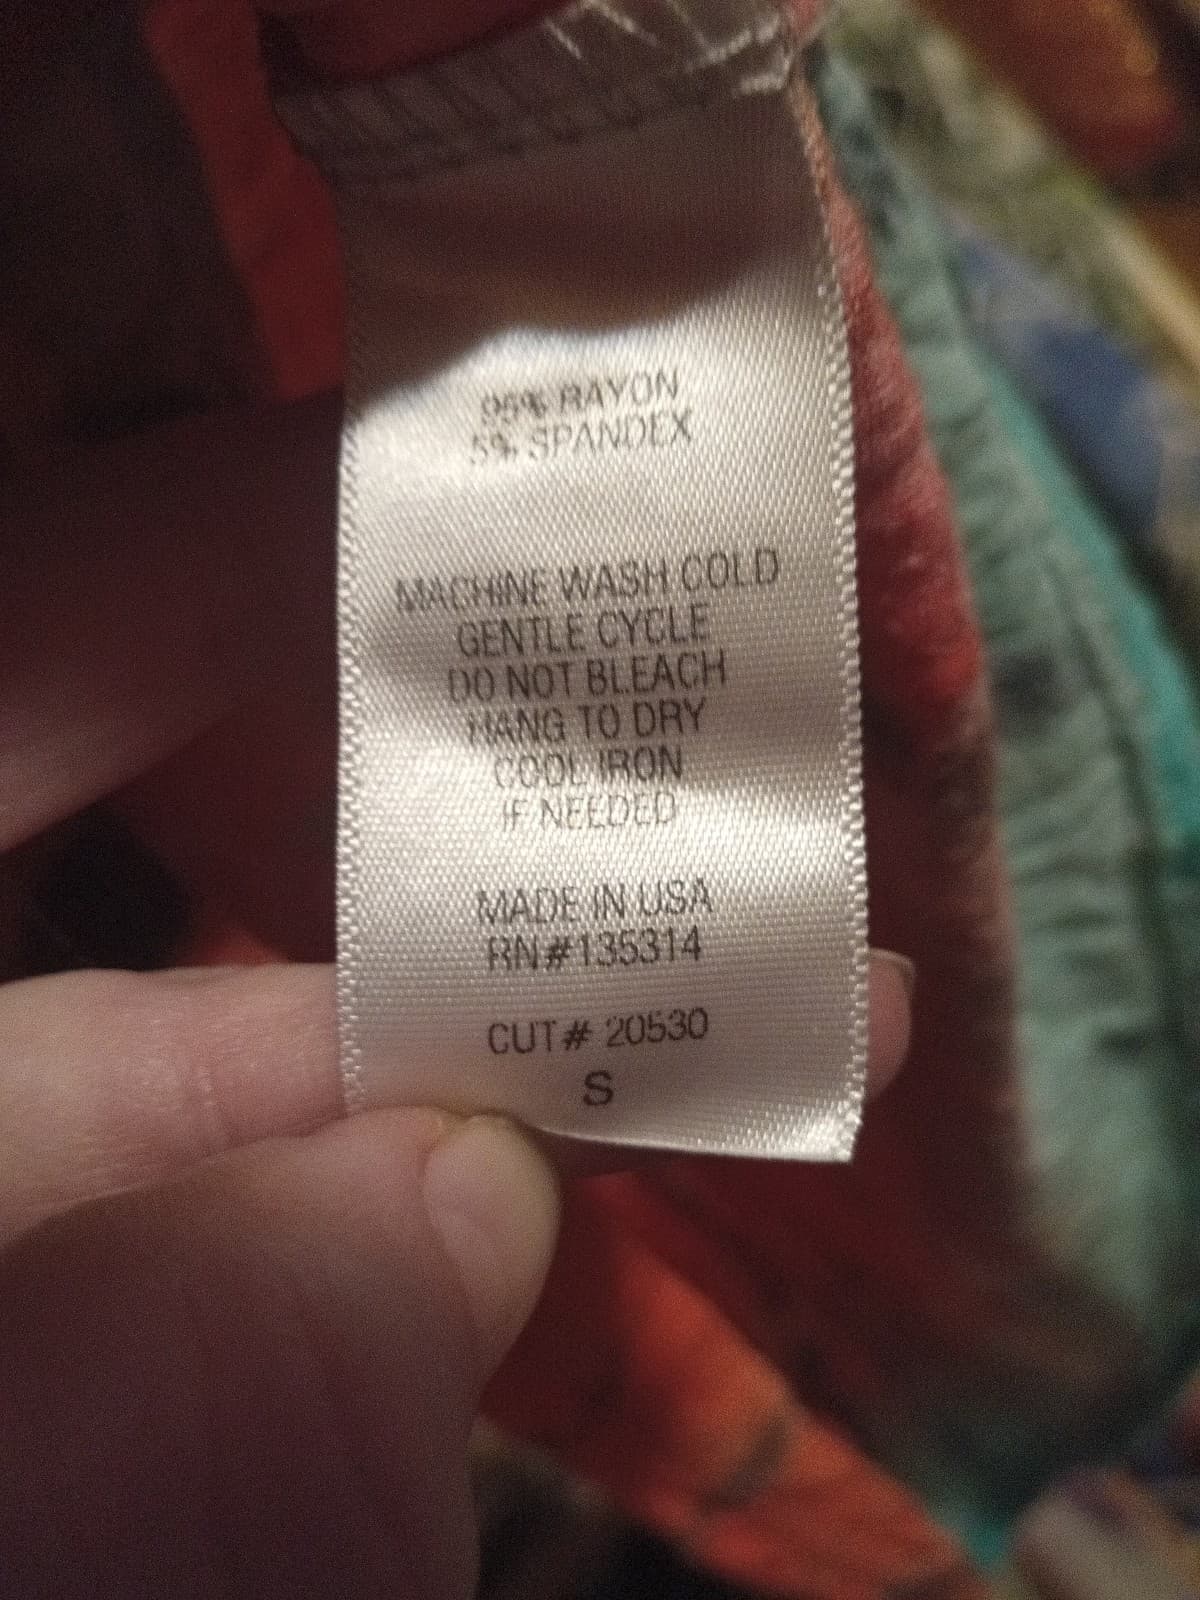 95% RAYON
5% SPANDEX
MACHINE WASH COLD
GENTLE CYCLE
DO NOT BLEACH
HANG TO DRY
COOL IRON
IF NEEDED
MADE IN USA
RN#135314
CUT# 20530
S